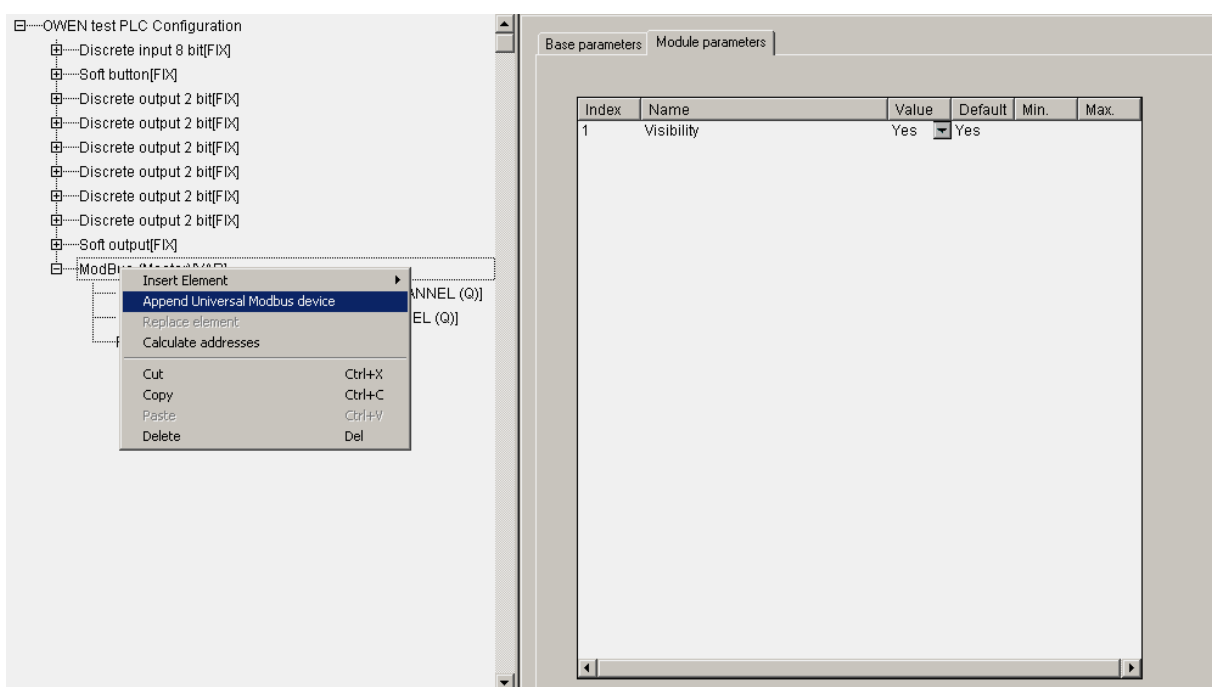 OWEN test PLC Configuration
Discrete input 8 bit[FIX]
Soft button[FIX]
Discrete output 2 bit[FIX]
Discrete output 2 bit[FIX]
Discrete output 2 bit[FIX]
Discrete output 2 bit[FIX]
Discrete output 2 bit[FIX]
Discrete output 2 bit[FIX]
Soft output[FIX]
ModBus (Master)[VAR]
ANNEL (Q)]
EL (Q)]
Insert Element
Append Universal Modbus device
Replace element
Calculate addresses
Cut Ctrl+X
Copy Ctrl+C
Paste Ctrl+V
Delete Del
Base parameters Module parameters
Index Name Value Default Min. Max.
1 Visibility Yes Yes